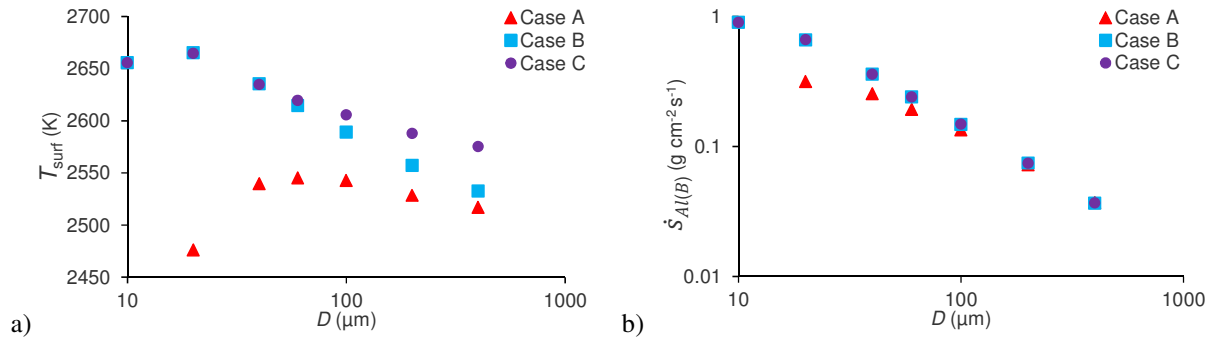 2700
2650
2600
2550
2500
2450
T_surf (K)
10
100
1000
D (µm)
Case A
Case B
Case C
a)
1
0.1
0.01
ṡ_Al(B) (g cm⁻² s⁻¹)
10
100
1000
D (µm)
Case A
Case B
Case C
b)